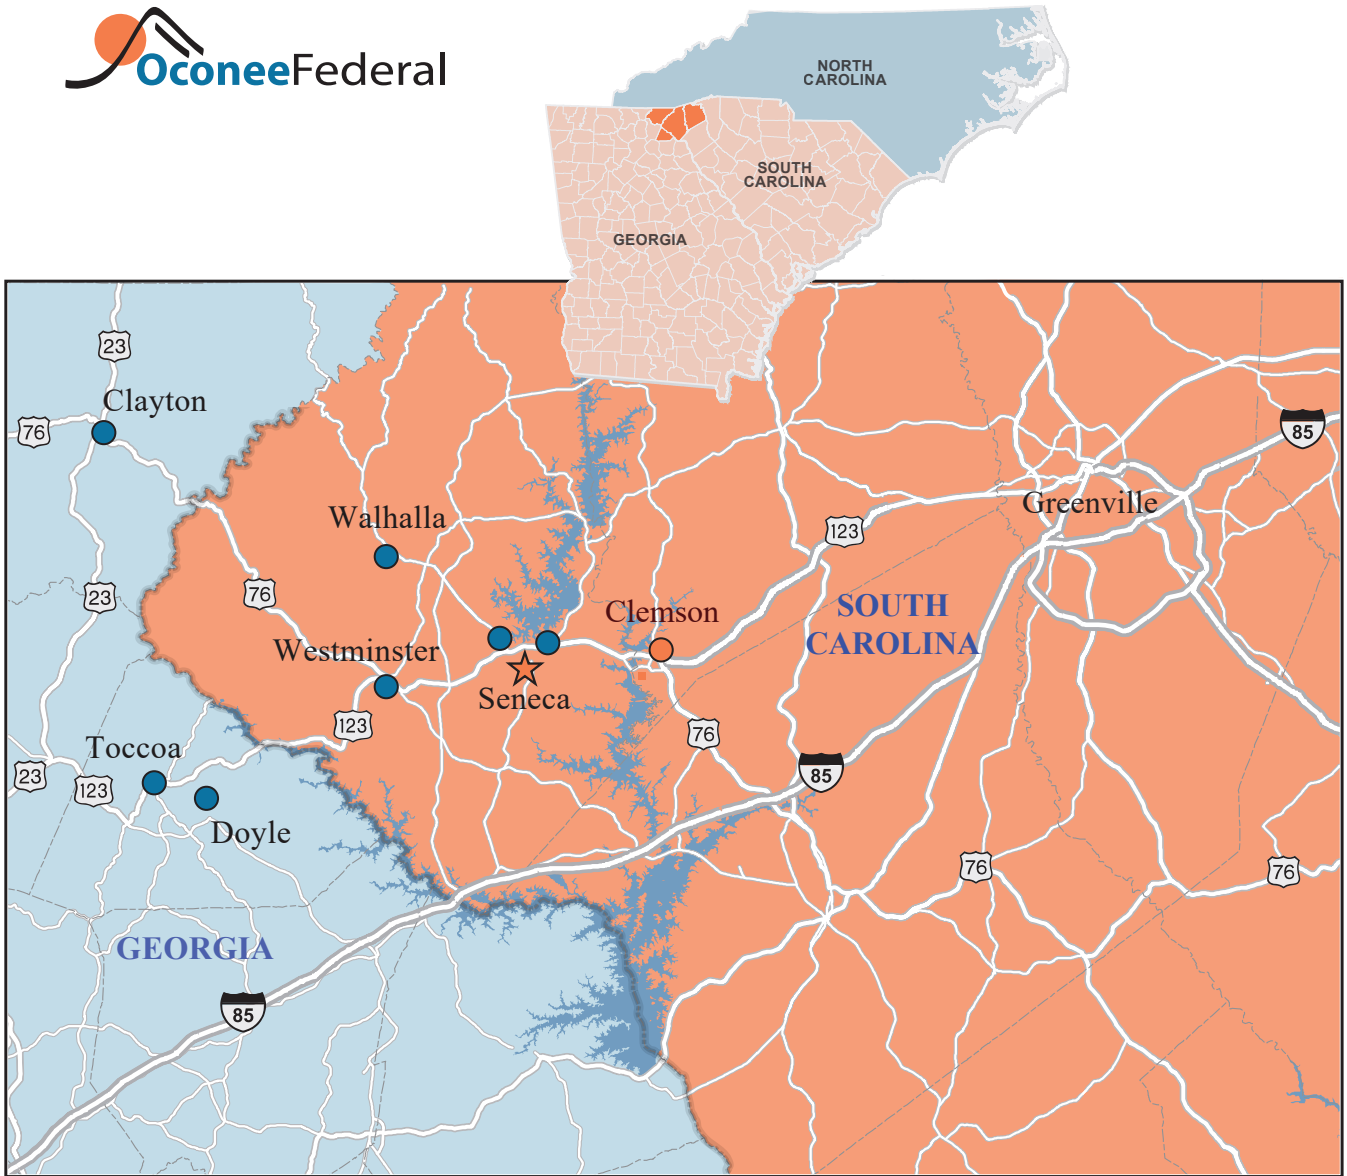 OconeeFederal
NORTH
CAROLINA
SOUTH
CAROLINA
GEORGIA
23
Clayton
76
85
Walhalla
Greenville
123
23
76
Clemson
SOUTH
CAROLINA
Westminster
Seneca
123
76
Toccoa
23
123
85
Doyle
76
76
GEORGIA
85